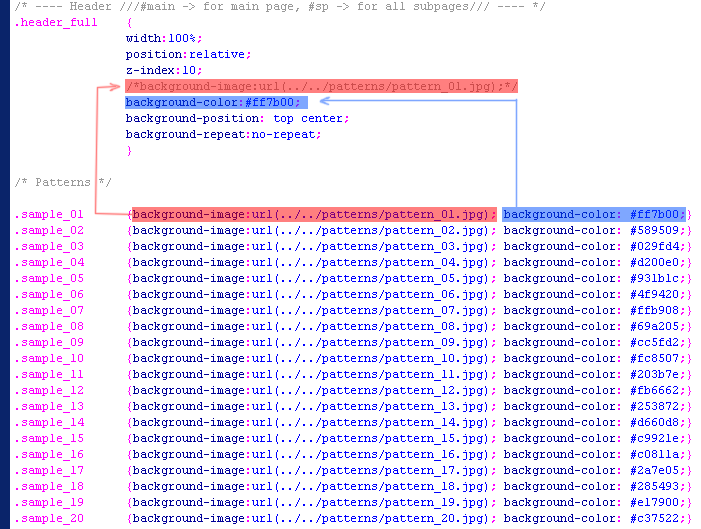 /* ---- Header ///#main -> for main page, #sp -> for all subpages/// ---- */
.header_full {
width:100%;
position:relative;
z-index:10;
/*background-image:url(../../patterns/pattern_01.jpg);*/
background-color:#ff7b00;
background-position: top center;
background-repeat:no-repeat;
}
/* Patterns */
.sample_01 {background-image:url(../../patterns/pattern_01.jpg); background-color: #ff7b00;}
.sample_02 {background-image:url(../../patterns/pattern_02.jpg); background-color: #589509;}
.sample_03 {background-image:url(../../patterns/pattern_03.jpg); background-color: #029fd4;}
.sample_04 {background-image:url(../../patterns/pattern_04.jpg); background-color: #d200e0;}
.sample_05 {background-image:url(../../patterns/pattern_05.jpg); background-color: #931b1c;}
.sample_06 {background-image:url(../../patterns/pattern_06.jpg); background-color: #4f9420;}
.sample_07 {background-image:url(../../patterns/pattern_07.jpg); background-color: #ffb908;}
.sample_08 {background-image:url(../../patterns/pattern_08.jpg); background-color: #69a205;}
.sample_09 {background-image:url(../../patterns/pattern_09.jpg); background-color: #cc5fd2;}
.sample_10 {background-image:url(../../patterns/pattern_10.jpg); background-color: #fc8507;}
.sample_11 {background-image:url(../../patterns/pattern_11.jpg); background-color: #203b7e;}
.sample_12 {background-image:url(../../patterns/pattern_12.jpg); background-color: #fb6662;}
.sample_13 {background-image:url(../../patterns/pattern_13.jpg); background-color: #253872;}
.sample_14 {background-image:url(../../patterns/pattern_14.jpg); background-color: #d660d8;}
.sample_15 {background-image:url(../../patterns/pattern_15.jpg); background-color: #c9921e;}
.sample_16 {background-image:url(../../patterns/pattern_16.jpg); background-color: #c0811a;}
.sample_17 {background-image:url(../../patterns/pattern_17.jpg); background-color: #2a7e05;}
.sample_18 {background-image:url(../../patterns/pattern_18.jpg); background-color: #285493;}
.sample_19 {background-image:url(../../patterns/pattern_19.jpg); background-color: #e17900;}
.sample_20 {background-image:url(../../patterns/pattern_20.jpg); background-color: #c37522;}